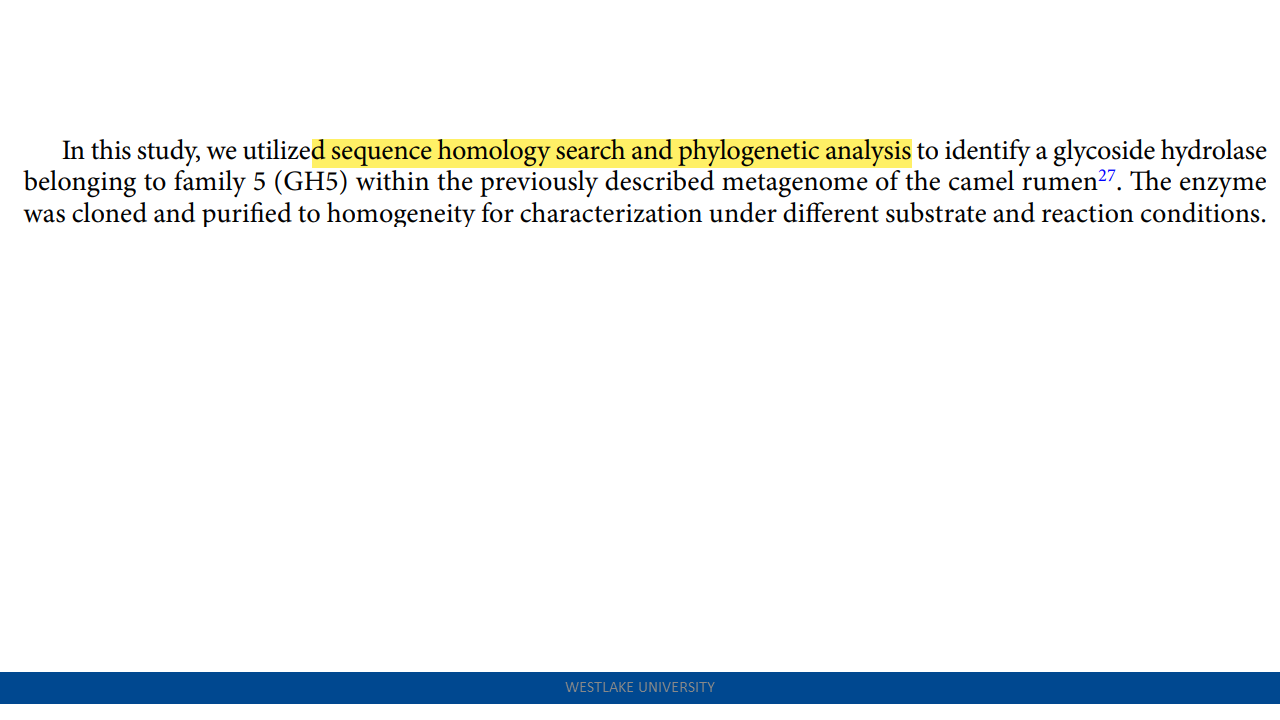 In this study, we utilized sequence homology search and phylogenetic analysis to identify a glycoside hydrolase
belonging to family 5 (GH5) within the previously described metagenome of the camel rumen27. The enzyme
was cloned and purified to homogeneity for characterization under different substrate and reaction conditions.
WESTLAKE UNIVERSITY